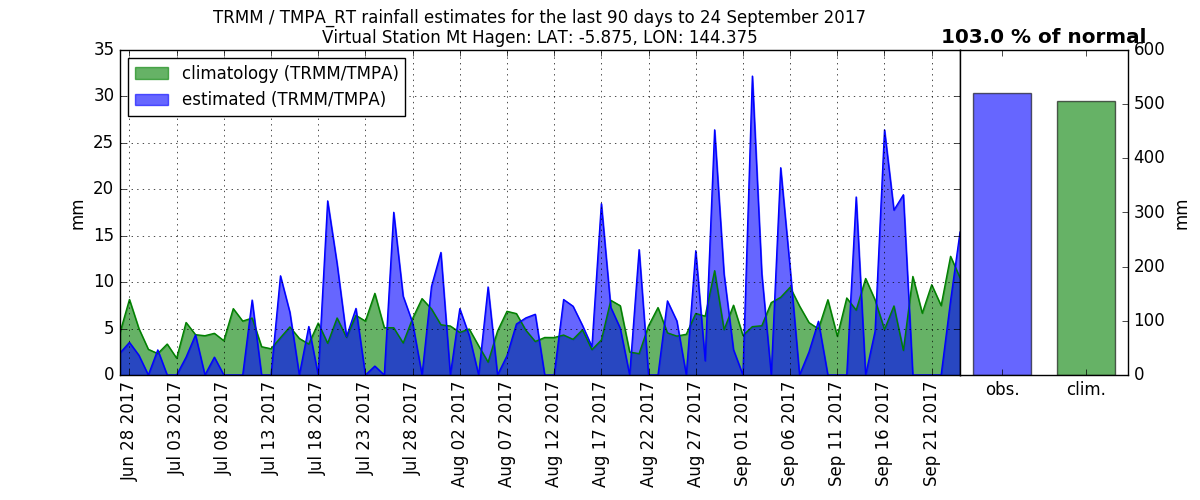 TRMM / TMPA_RT rainfall estimates for the last 90 days to 24 September 2017
Virtual Station Mt Hagen: LAT: -5.875, LON: 144.375
103.0 % of normal
climatology (TRMM/TMPA)
estimated (TRMM/TMPA)
mm
35
30
25
20
15
10
5
0
Jun 28 2017
Jul 03 2017
Jul 08 2017
Jul 13 2017
Jul 18 2017
Jul 23 2017
Jul 28 2017
Aug 02 2017
Aug 07 2017
Aug 12 2017
Aug 17 2017
Aug 22 2017
Aug 27 2017
Sep 01 2017
Sep 06 2017
Sep 11 2017
Sep 16 2017
Sep 21 2017
obs.
clim.
600
500
400
300
200
100
0
mm